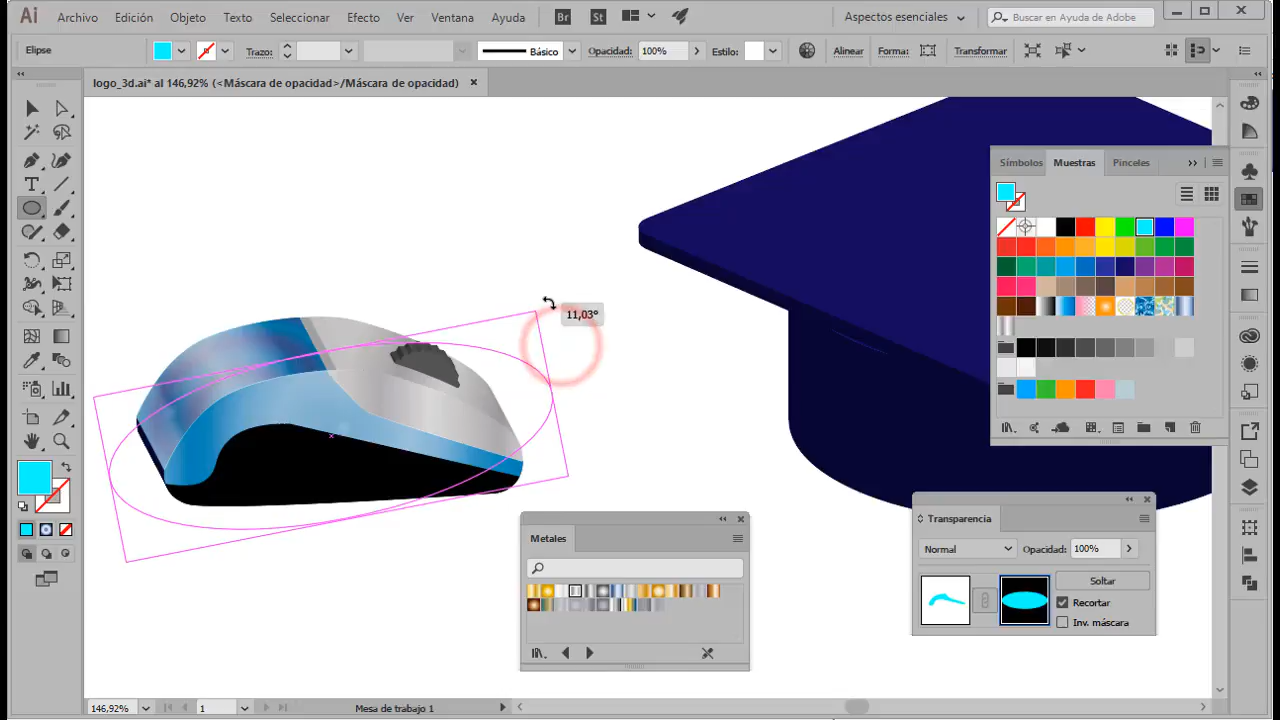 Ai Archivo Edición Objeto Texto Seleccionar Efecto Ver Ventana Ayuda Br St Aspectos esenciales Buscar en Ayuda de Adobe
Elipse Trazo: Básico Opacidad: 100% Estilo: Alinear Forma: Transformar
logo_3d.ai* al 146,92% (<Máscara de opacidad>/Máscara de opacidad) ×
Símbolos Muestras Pinceles
11,03°
Metales
Transparencia
Normal Opacidad: 100%
Soltar
Recortar
Inv. máscara
146,92% 1 Mesa de trabajo 1